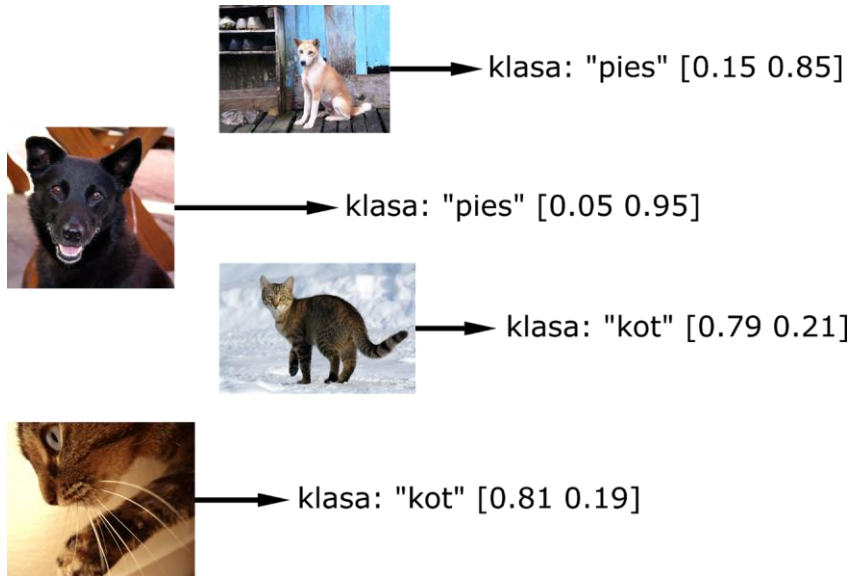 klasa: "pies" [0.15 0.85]
klasa: "pies" [0.05 0.95]
klasa: "kot" [0.79 0.21]
klasa: "kot" [0.81 0.19]